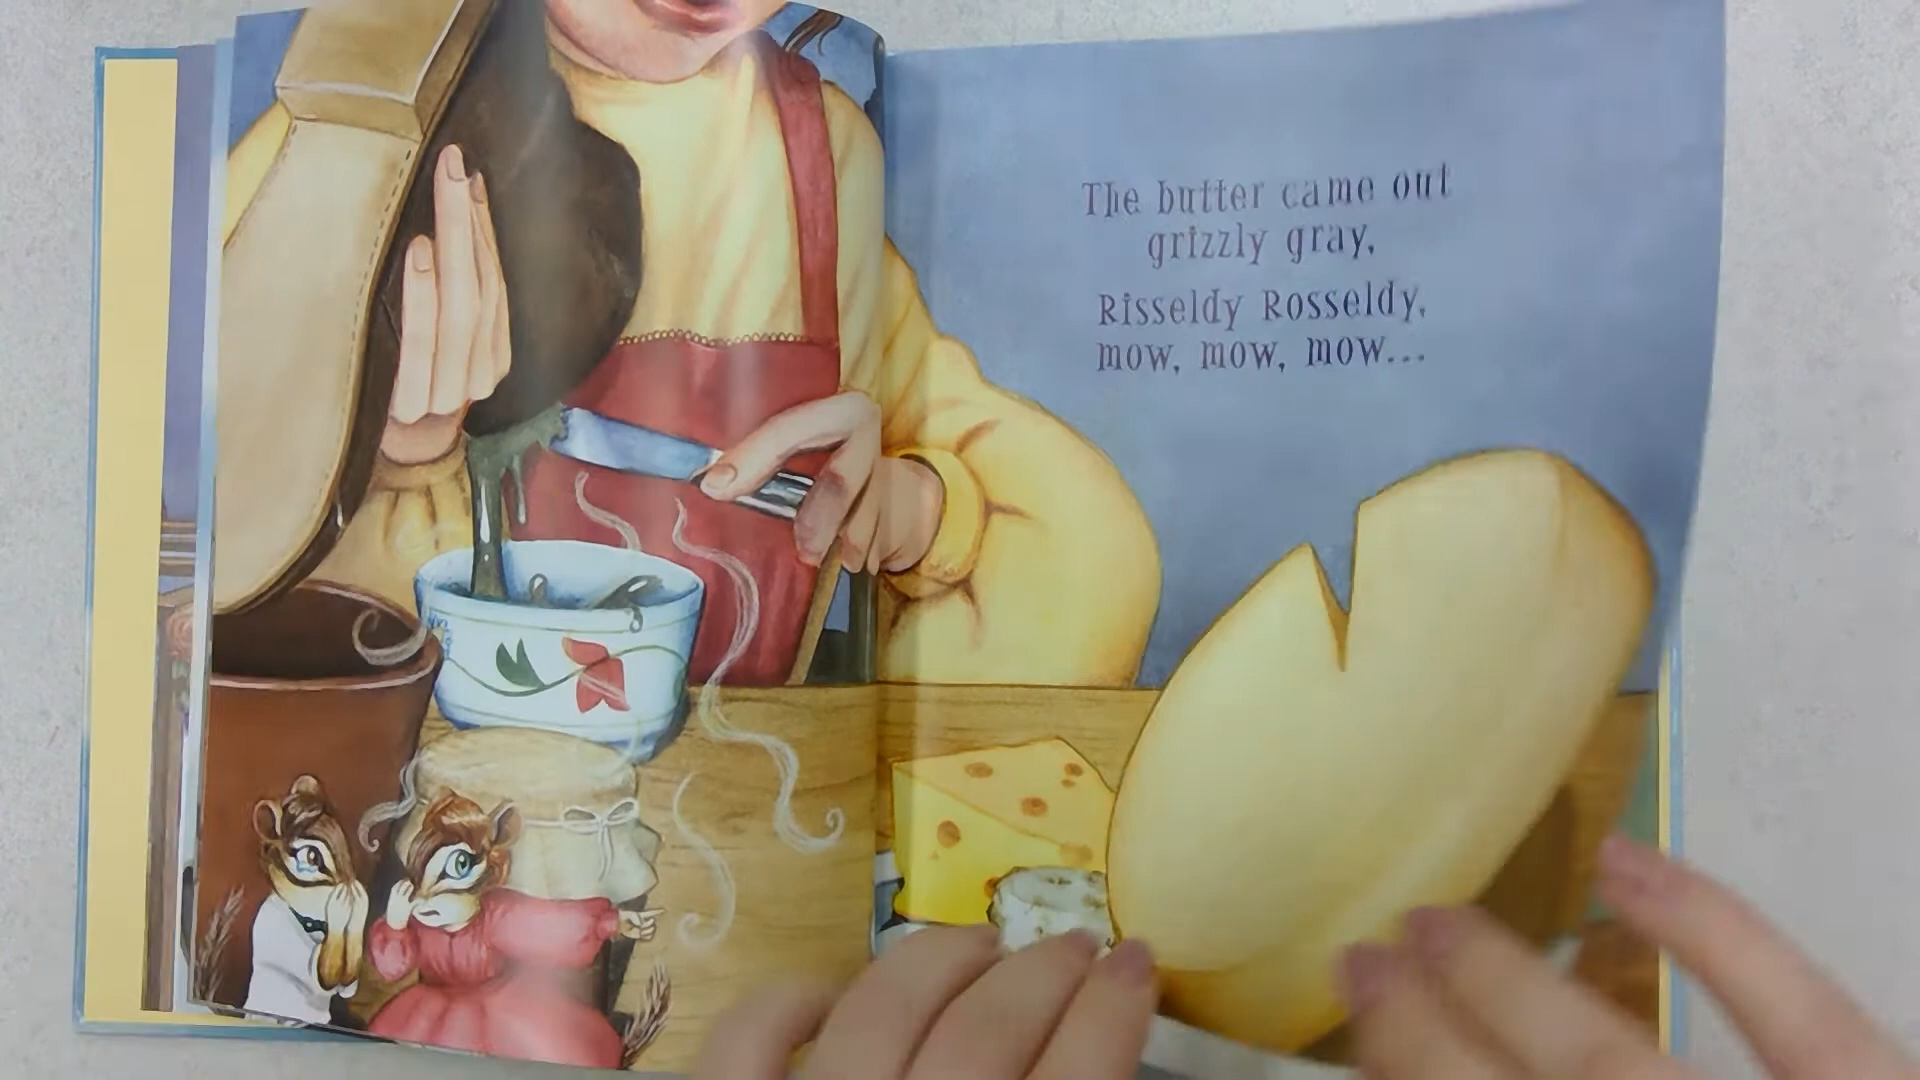 The butter came out
grizzly gray,
Risseldy Rosseldy,
mow, mow, mow...